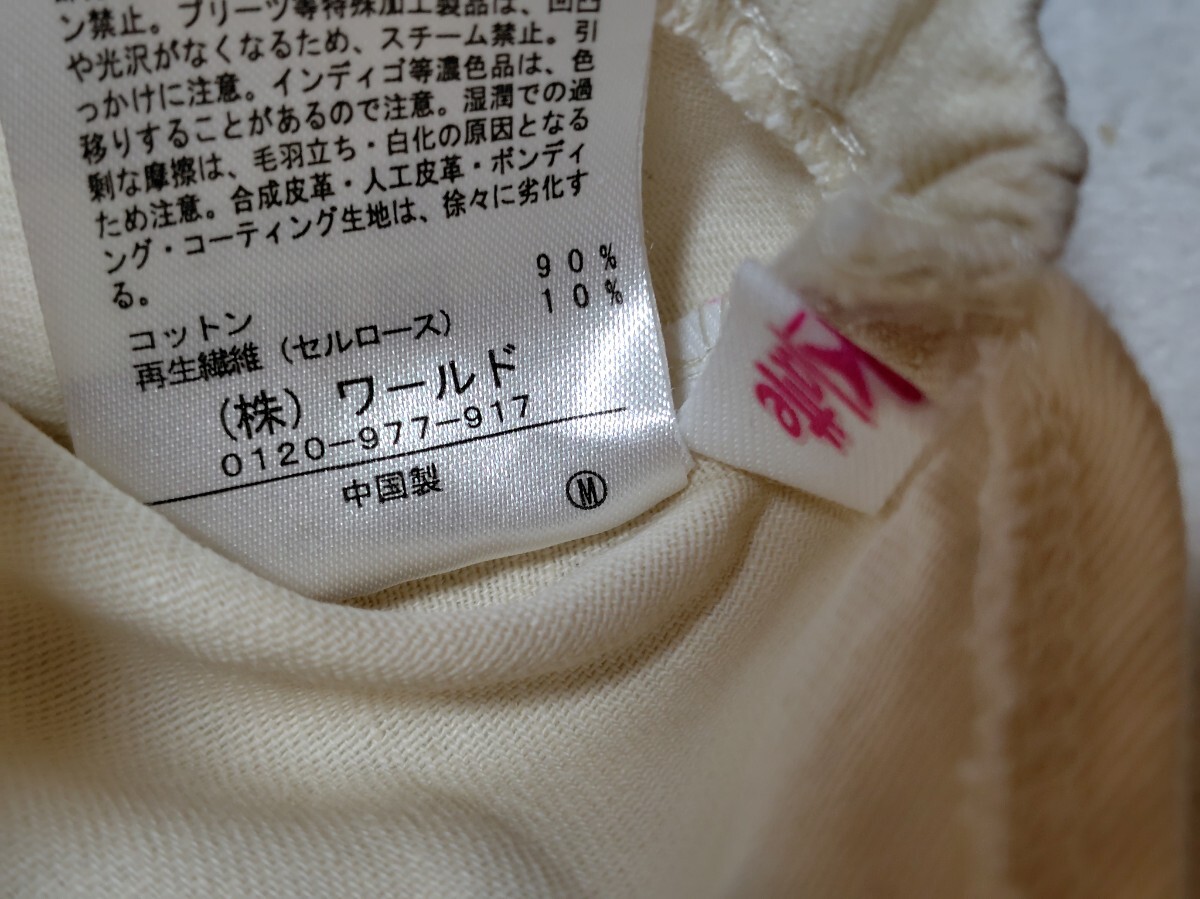 ン禁止。プリーツ等特殊加工製品は、凹凸
や光沢がなくなるため、スチーム禁止。引
っかけに注意。インディゴ等濃色品は、色
移りすることがあるので注意。湿潤での過
剰な摩擦は、毛羽立ち・白化の原因となる
ため注意。合成皮革・人工皮革・ボンディ
ング・コーティング生地は、徐々に劣化す
る。
コットン 90%
再生繊維（セルロース） 10%
（株）ワールド
0120-977-917
中国製 Ⓜ